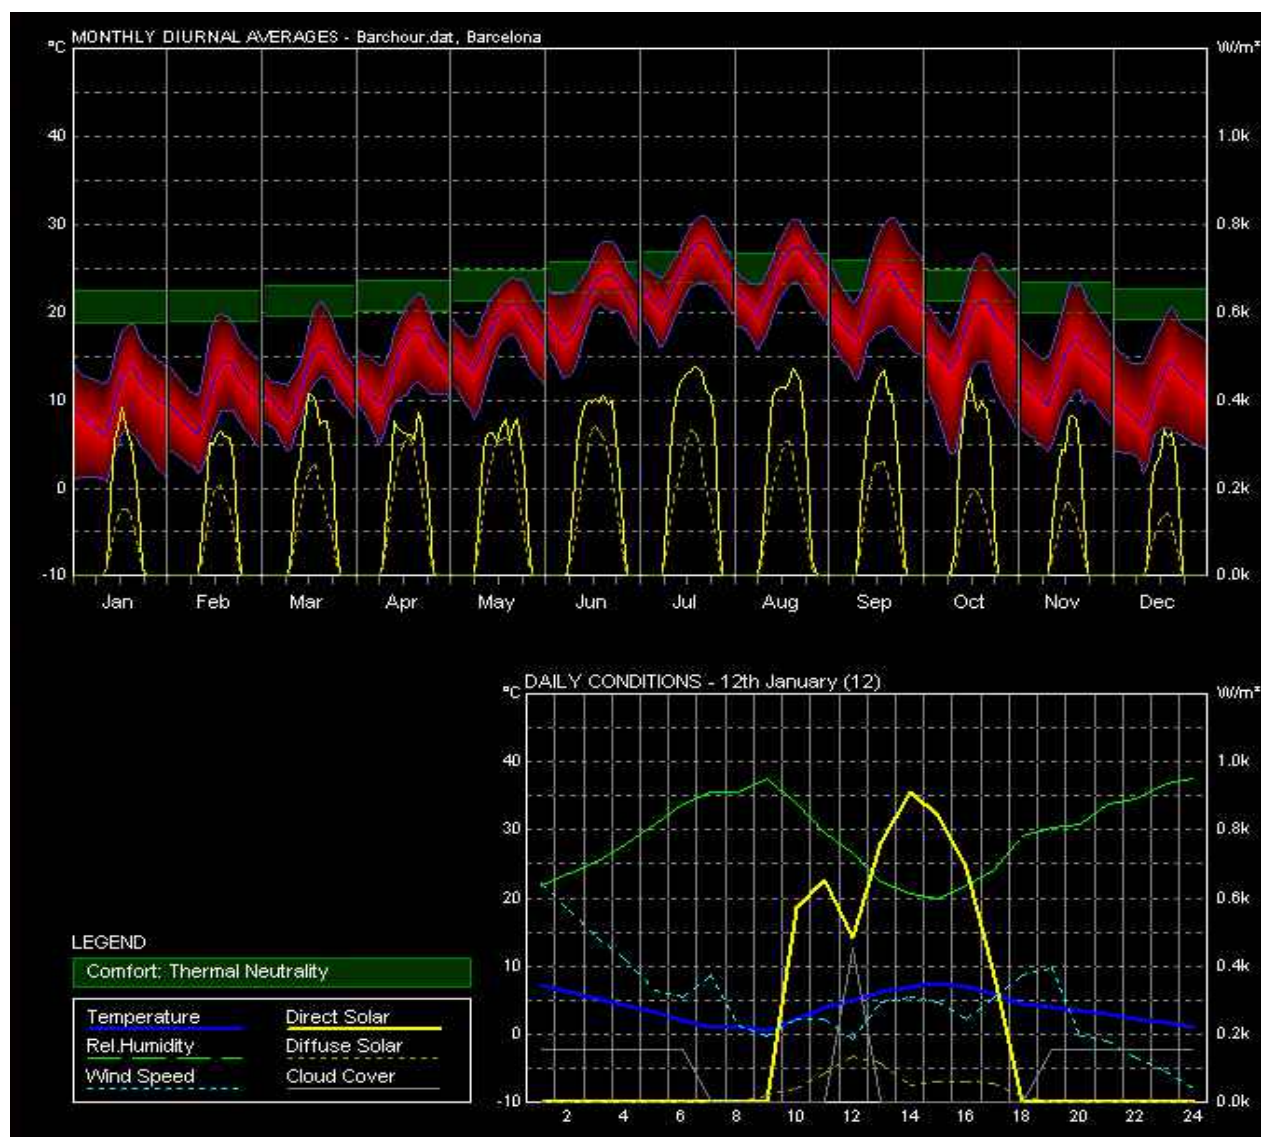 MONTHLY DIURNAL AVERAGES - Barchour.dat, Barcelona
°C W/m²
40 1.0k
30 0.8k
20 0.6k
10 0.4k
0 0.2k
-10 0.0k
Jan Feb Mar Apr May Jun Jul Aug Sep Oct Nov Dec
DAILY CONDITIONS - 12th January (12)
°C W/m²
40 1.0k
30 0.8k
20 0.6k
10 0.4k
0 0.2k
-10 0.0k
2 4 6 8 10 12 14 16 18 20 22 24
LEGEND
Comfort: Thermal Neutrality
Temperature Direct Solar
Rel.Humidity Diffuse Solar
Wind Speed Cloud Cover